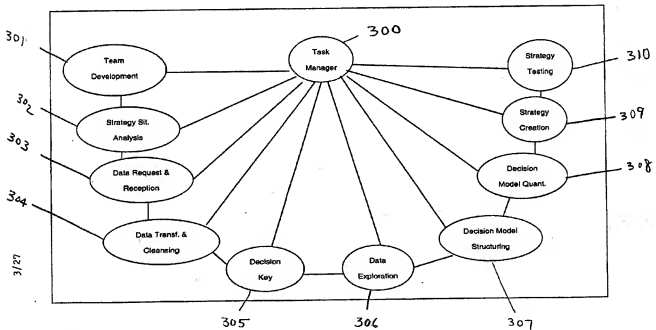 300
301
Task
Manager
Team
Development
Strategy
Testing
310
302
Strategy Sit.
Analysis
Strategy
Creation
309
303
Data Request &
Reception
Decision
Model Quant.
308
304
Data Transf. &
Cleansing
Decision Model
Structuring
Decision
Key
Data
Exploration
305
306
307
3/27